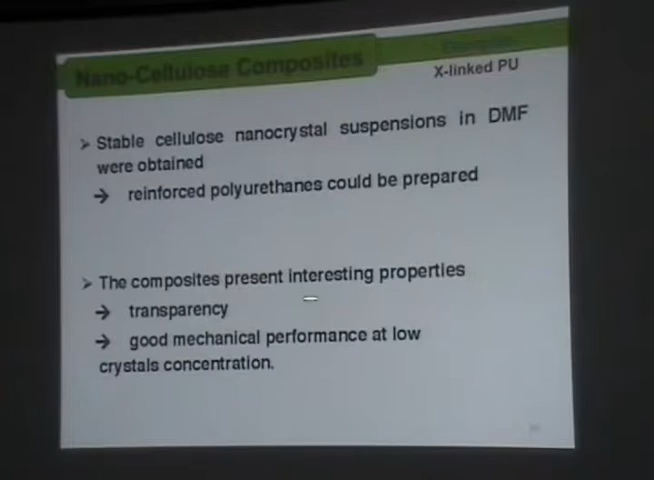 Nano-Cellulose Composites
X-linked PU
➢ Stable cellulose nanocrystal suspensions in DMF
were obtained
→ reinforced polyurethanes could be prepared
➢ The composites present interesting properties
→ transparency
→ good mechanical performance at low
crystals concentration.